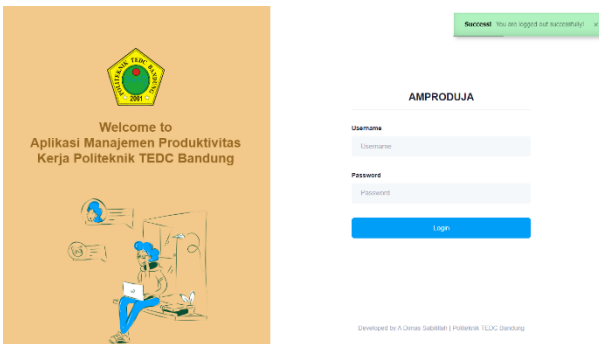 POLITEKNIK TEDC BANDUNG
2001
Welcome to
Aplikasi Manajemen Produktivitas
Kerja Politeknik TEDC Bandung
Success! You are logged out successfully! ×
AMPRODUJA
Username
Username
Password
Password
Login
Developed by A Dimas Sabilillah | Politeknik TEDC Bandung